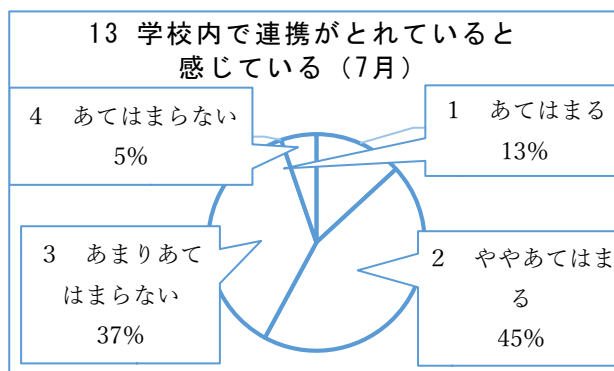 13 学校内で連携がとれていると
感じている（7月）
4　あてはまらない
5%
1　あてはまる
13%
3　あまりあて
はまらない
37%
2　ややあてはま
る
45%